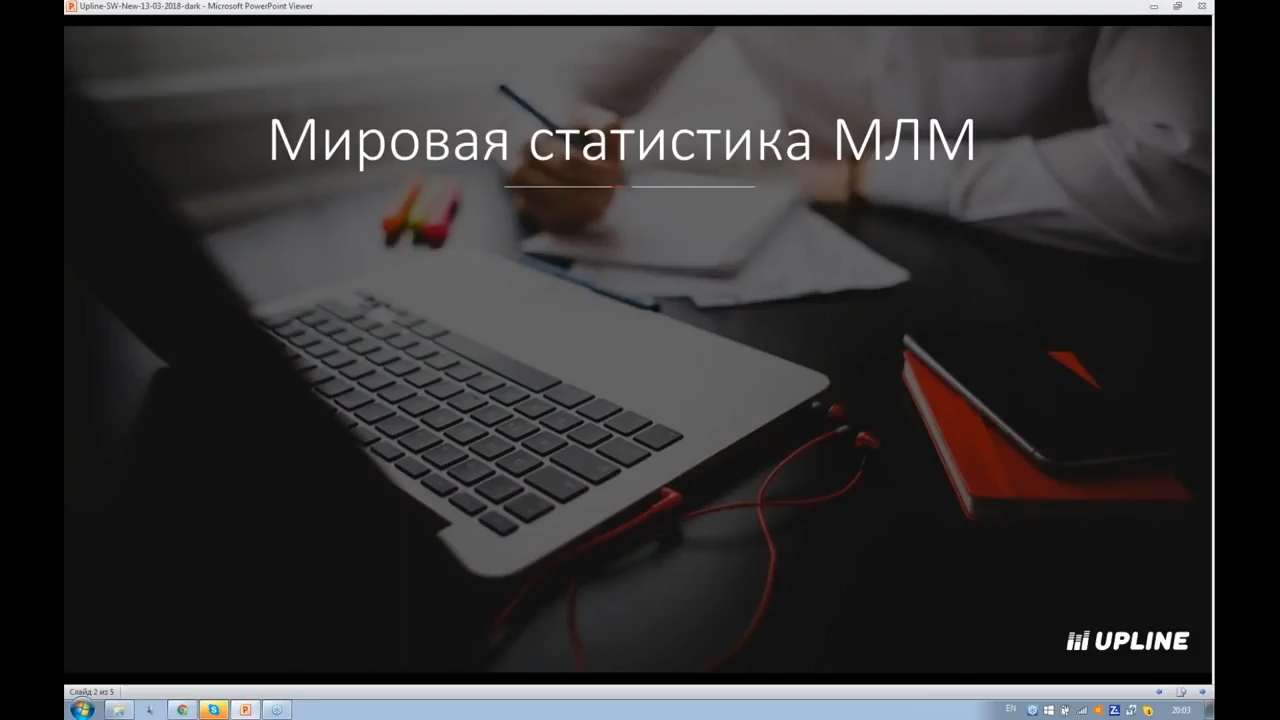 Upline-SW-New-13-03-2018-dark - Microsoft PowerPoint Viewer
Мировая статистика МЛМ
UPLINE
Слайд 2 из 5
EN
20:03